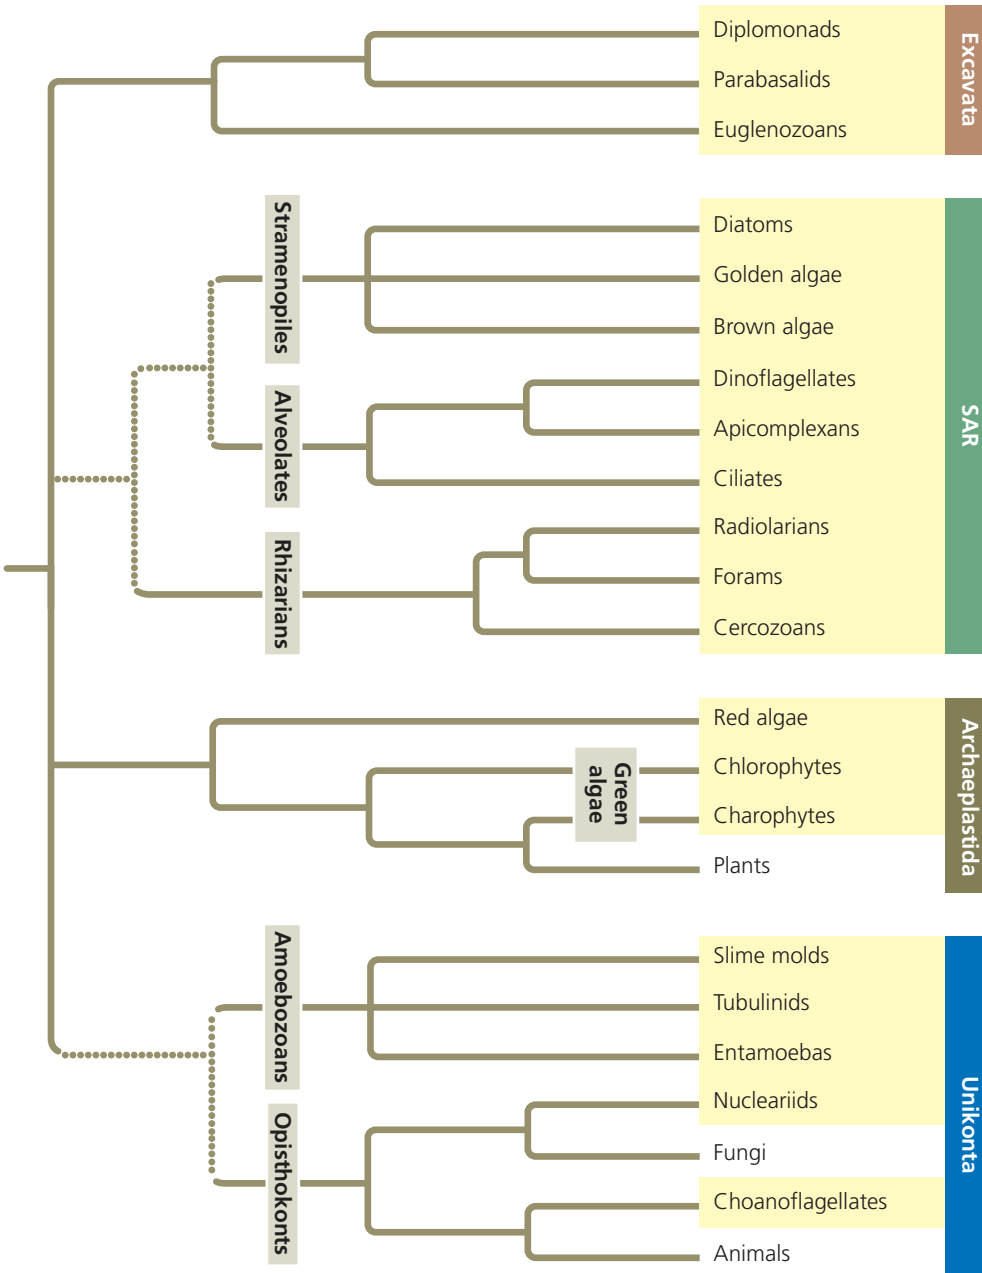 Diplomonads
Parabasalids
Euglenozoans
Excavata
Stramenopiles
Diatoms
Golden algae
Brown algae
Alveolates
Dinoflagellates
Apicomplexans
Ciliates
Rhizarians
Radiolarians
Forams
Cercozoans
SAR
Red algae
Green
algae
Chlorophytes
Charophytes
Plants
Archaeplastida
Amoebozoans
Slime molds
Tubulinids
Entamoebas
Opisthokonts
Nucleariids
Fungi
Choanoflagellates
Animals
Unikonta